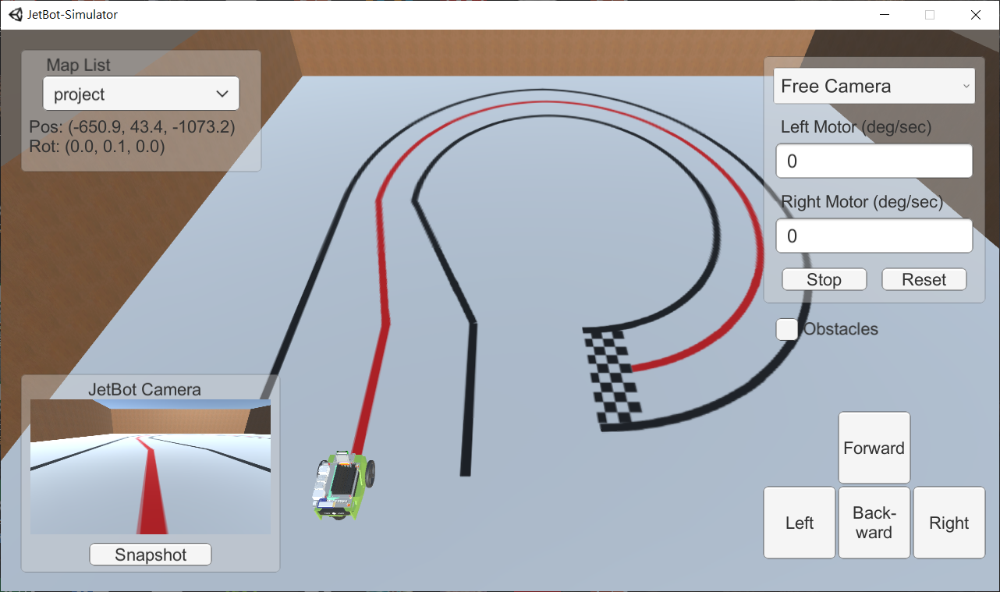 JetBot-Simulator
Map List
project
Pos: (-650.9, 43.4, -1073.2)
Rot: (0.0, 0.1, 0.0)
Free Camera
Left Motor (deg/sec)
0
Right Motor (deg/sec)
0
Stop Reset
Obstacles
JetBot Camera
Snapshot
Forward
Left
Back-
ward
Right